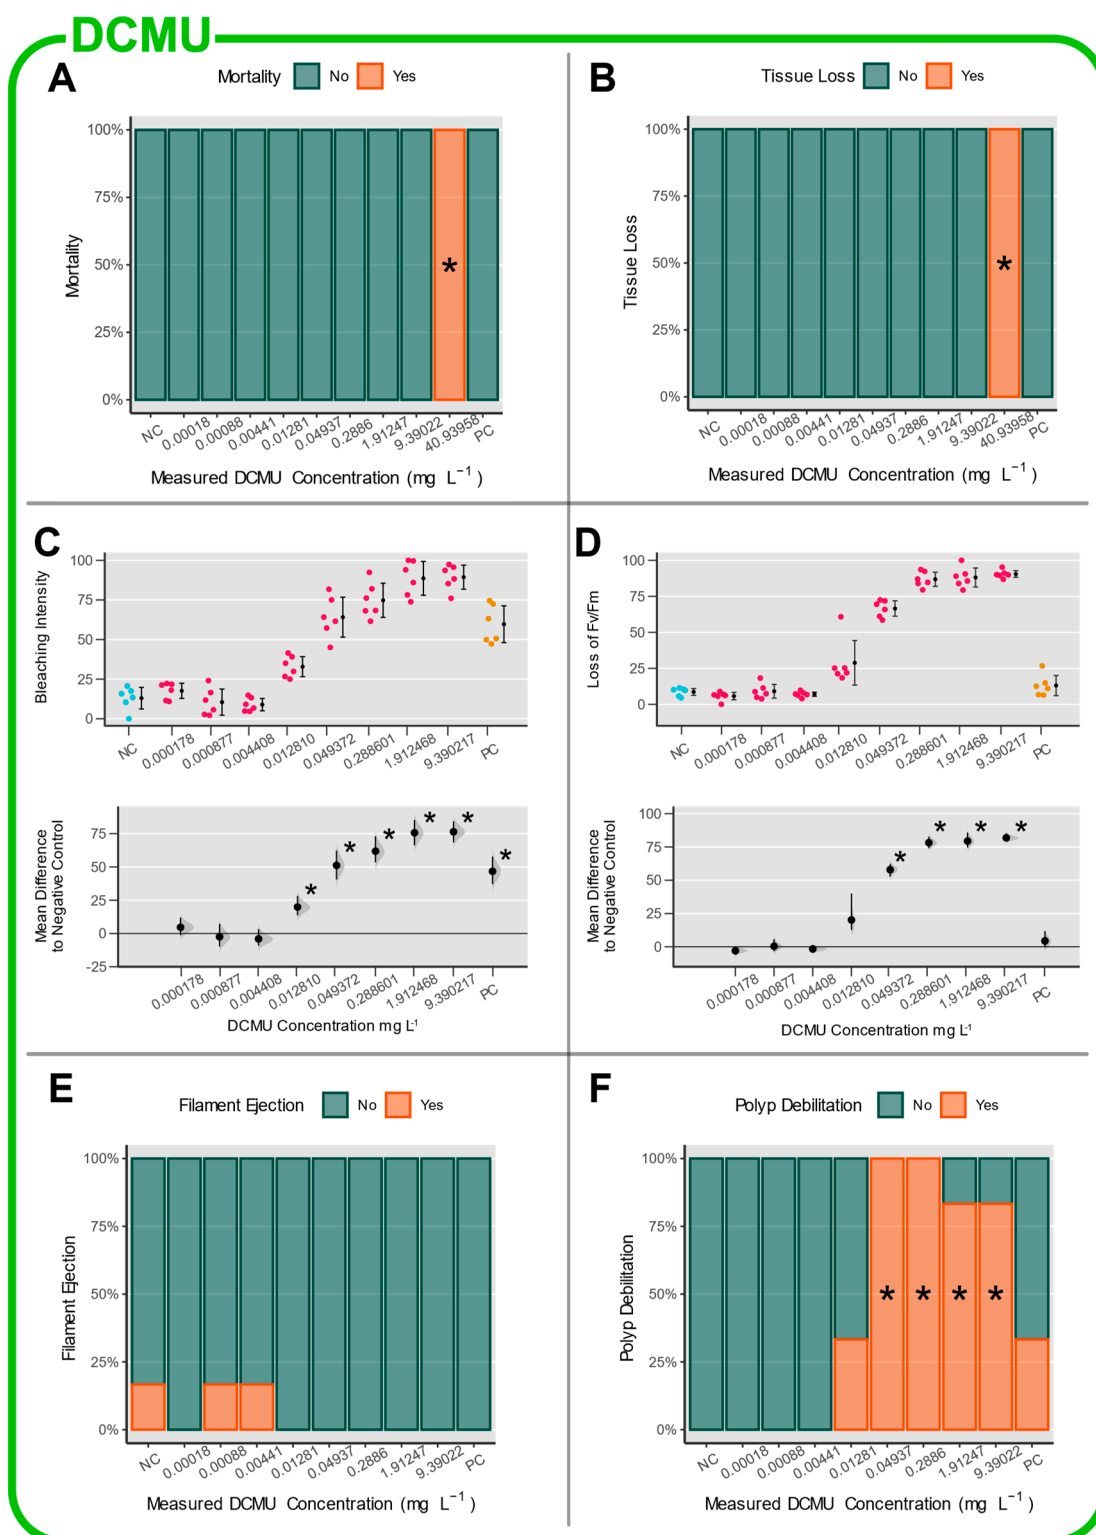 DCMU
A
Mortality No Yes
100%
75%
50%
25%
0%
Mortality
*
NC 0.00018 0.00088 0.00441 0.01281 0.04937 0.2886 1.91247 9.39022 40.93958 PC
Measured DCMU Concentration (mg L⁻¹)
B
Tissue Loss No Yes
100%
75%
50%
25%
0%
Tissue Loss
*
NC 0.00018 0.00088 0.00441 0.01281 0.04937 0.2886 1.91247 9.39022 40.93958 PC
Measured DCMU Concentration (mg L⁻¹)
C
100
75
50
25
0
Bleaching Intensity
NC 0.000178 0.000877 0.004408 0.012810 0.049372 0.288601 1.912468 9.390217 PC
75
50
25
0
-25
Mean Difference
to Negative Control
* * * * * *
0.000178 0.000877 0.004408 0.012810 0.049372 0.288601 1.912468 9.390217 PC
DCMU Concentration mg L⁻¹
D
100
75
50
25
0
Loss of Fv/Fm
NC 0.000178 0.000877 0.004408 0.012810 0.049372 0.288601 1.912468 9.390217 PC
100
75
50
25
0
Mean Difference
to Negative Control
* * * *
0.000178 0.000877 0.004408 0.012810 0.049372 0.288601 1.912468 9.390217 PC
DCMU Concentration mg L⁻¹
E
Filament Ejection No Yes
100%
75%
50%
25%
0%
Filament Ejection
NC 0.00018 0.00088 0.00441 0.01281 0.04937 0.2886 1.91247 9.39022 PC
Measured DCMU Concentration (mg L⁻¹)
F
Polyp Debilitation No Yes
100%
75%
50%
25%
0%
Polyp Debilitation
* * * *
NC 0.00018 0.00088 0.00441 0.01281 0.04937 0.2886 1.91247 9.39022 PC
Measured DCMU Concentration (mg L⁻¹)